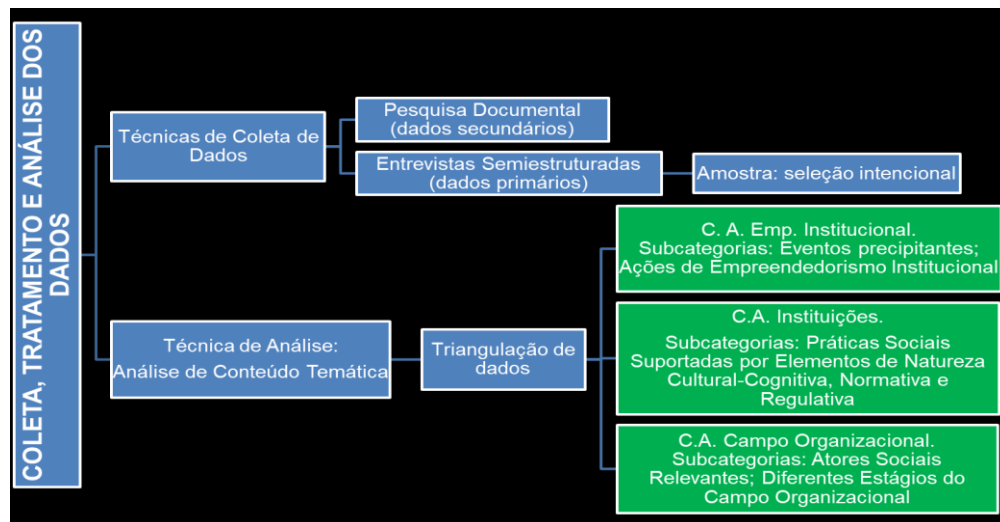 COLETA, TRATAMENTO E ANÁLISE DOS
DADOS
Técnicas de Coleta de
Dados
Pesquisa Documental
(dados secundários)
Entrevistas Semiestruturadas
(dados primários)
Amostra: seleção intencional
Técnica de Análise:
Análise de Conteúdo Temática
Triangulação de
dados
C. A. Emp. Institucional.
Subcategorias: Eventos precipitantes;
Ações de Empreendedorismo Institucional
C.A. Instituições.
Subcategorias: Práticas Sociais
Suportadas por Elementos de Natureza
Cultural-Cognitiva, Normativa e
Regulativa
C.A. Campo Organizacional.
Subcategorias: Atores Sociais
Relevantes; Diferentes Estágios do
Campo Organizacional